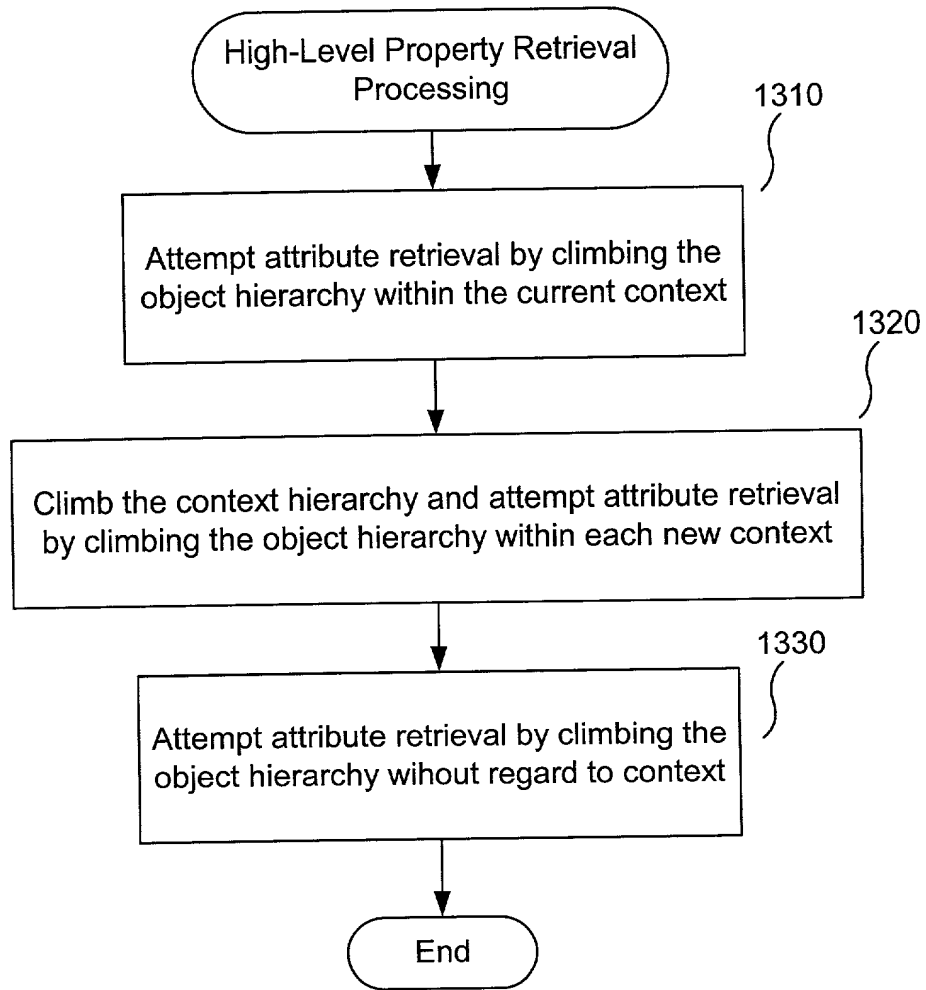 High-Level Property Retrieval
Processing
1310
Attempt attribute retrieval by climbing the
object hierarchy within the current context
1320
Climb the context hierarchy and attempt attribute retrieval
by climbing the object hierarchy within each new context
1330
Attempt attribute retrieval by climbing the
object hierarchy wihout regard to context
End